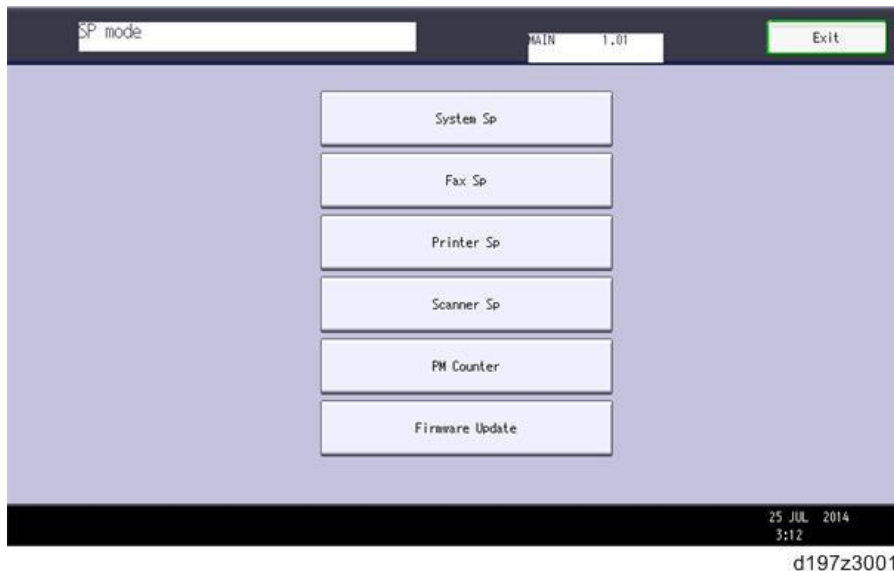 SP mode
MAIN 1.01
Exit
System Sp
Fax Sp
Printer Sp
Scanner Sp
PM Counter
Firmware Update
25 JUL 2014
3:12
d197z3001